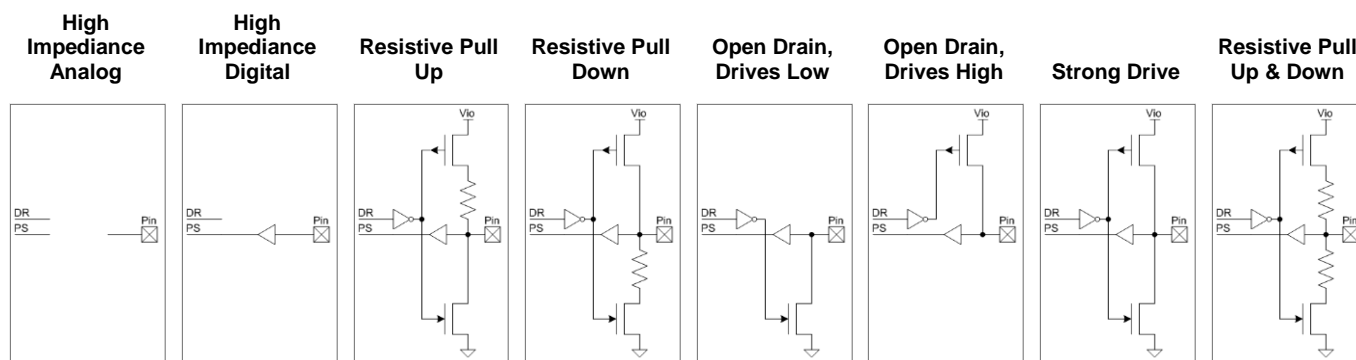 High
Impediance
Analog
High
Impediance
Digital
Resistive Pull
Up
Resistive Pull
Down
Open Drain,
Drives Low
Open Drain,
Drives High
Strong Drive
Resistive Pull
Up & Down
DR
PS
Pin
DR
PS
Pin
Vio
DR
PS
Pin
Vio
DR
PS
Pin
DR
PS
Pin
Vio
DR
PS
Pin
Vio
DR
PS
Pin
Vio
DR
PS
Pin